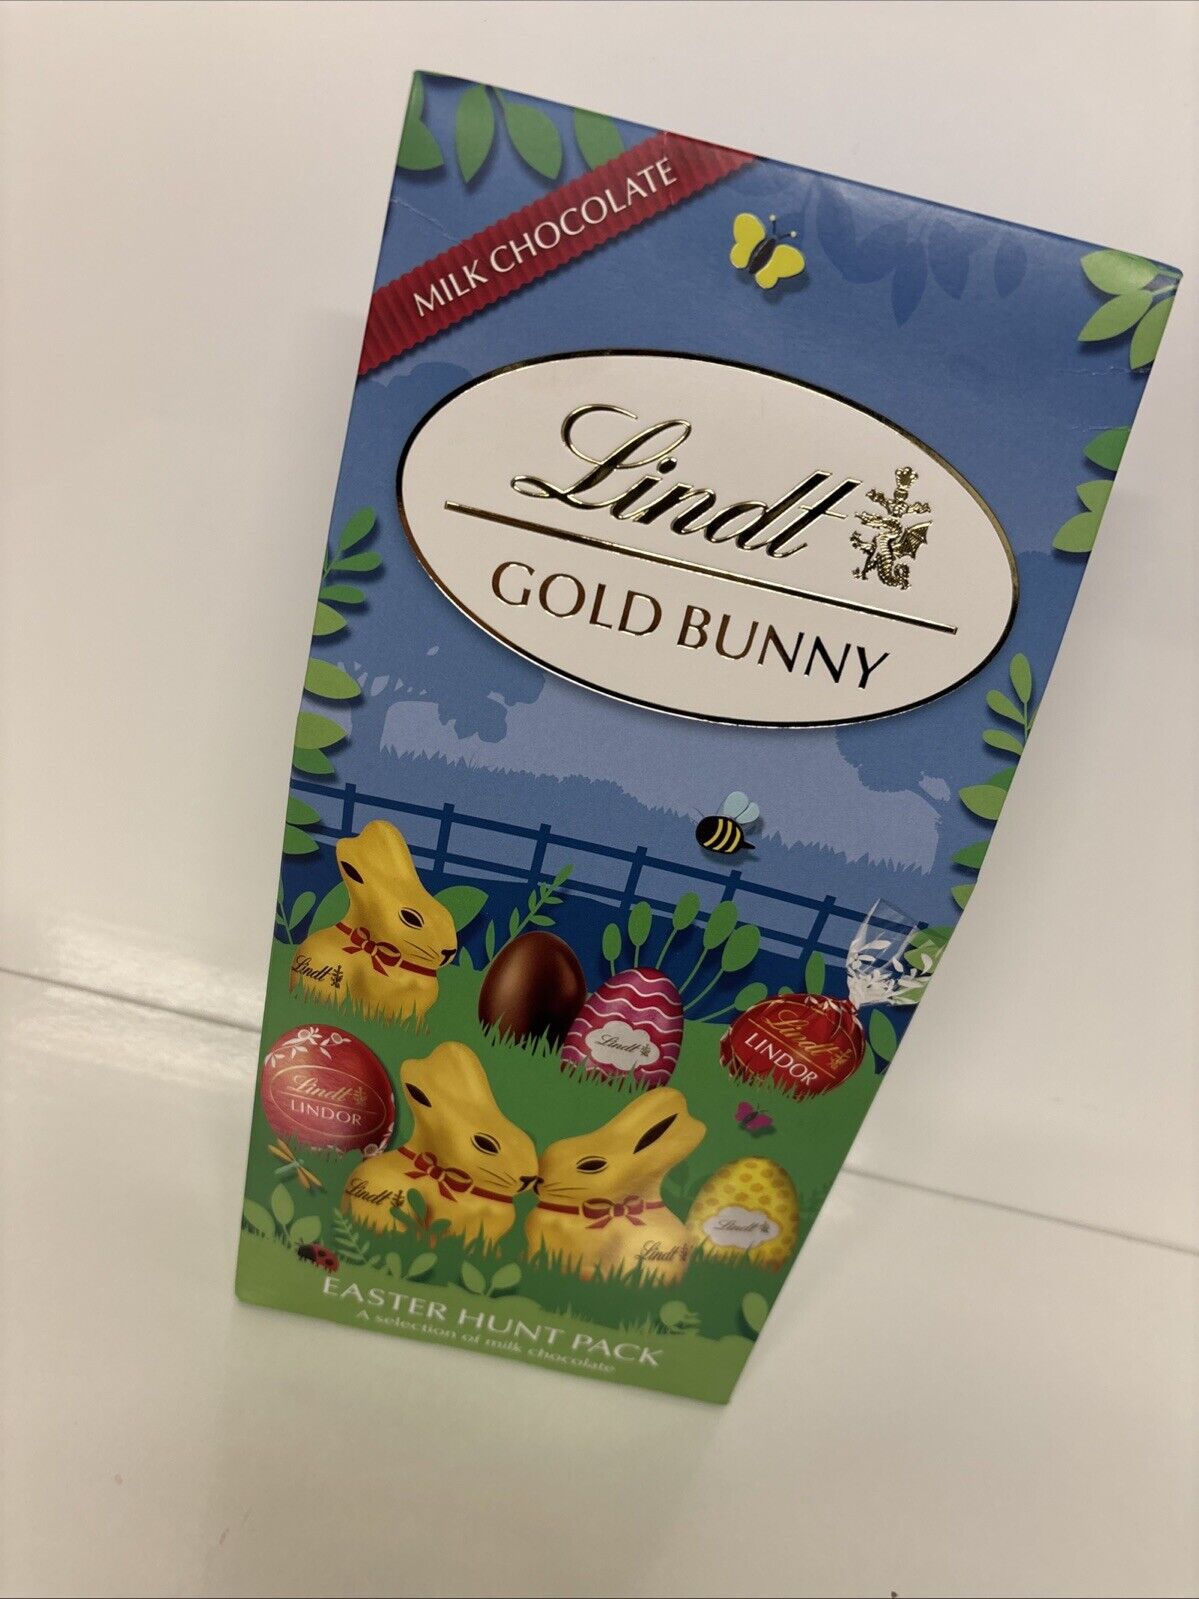 MILK CHOCOLATE
Lindt
GOLD BUNNY
Lindt
Lindt
Lindt
LINDOR
Lindt
LINDOR
Lindt
Lindt
Lindt
EASTER HUNT PACK
A selection of milk chocolate